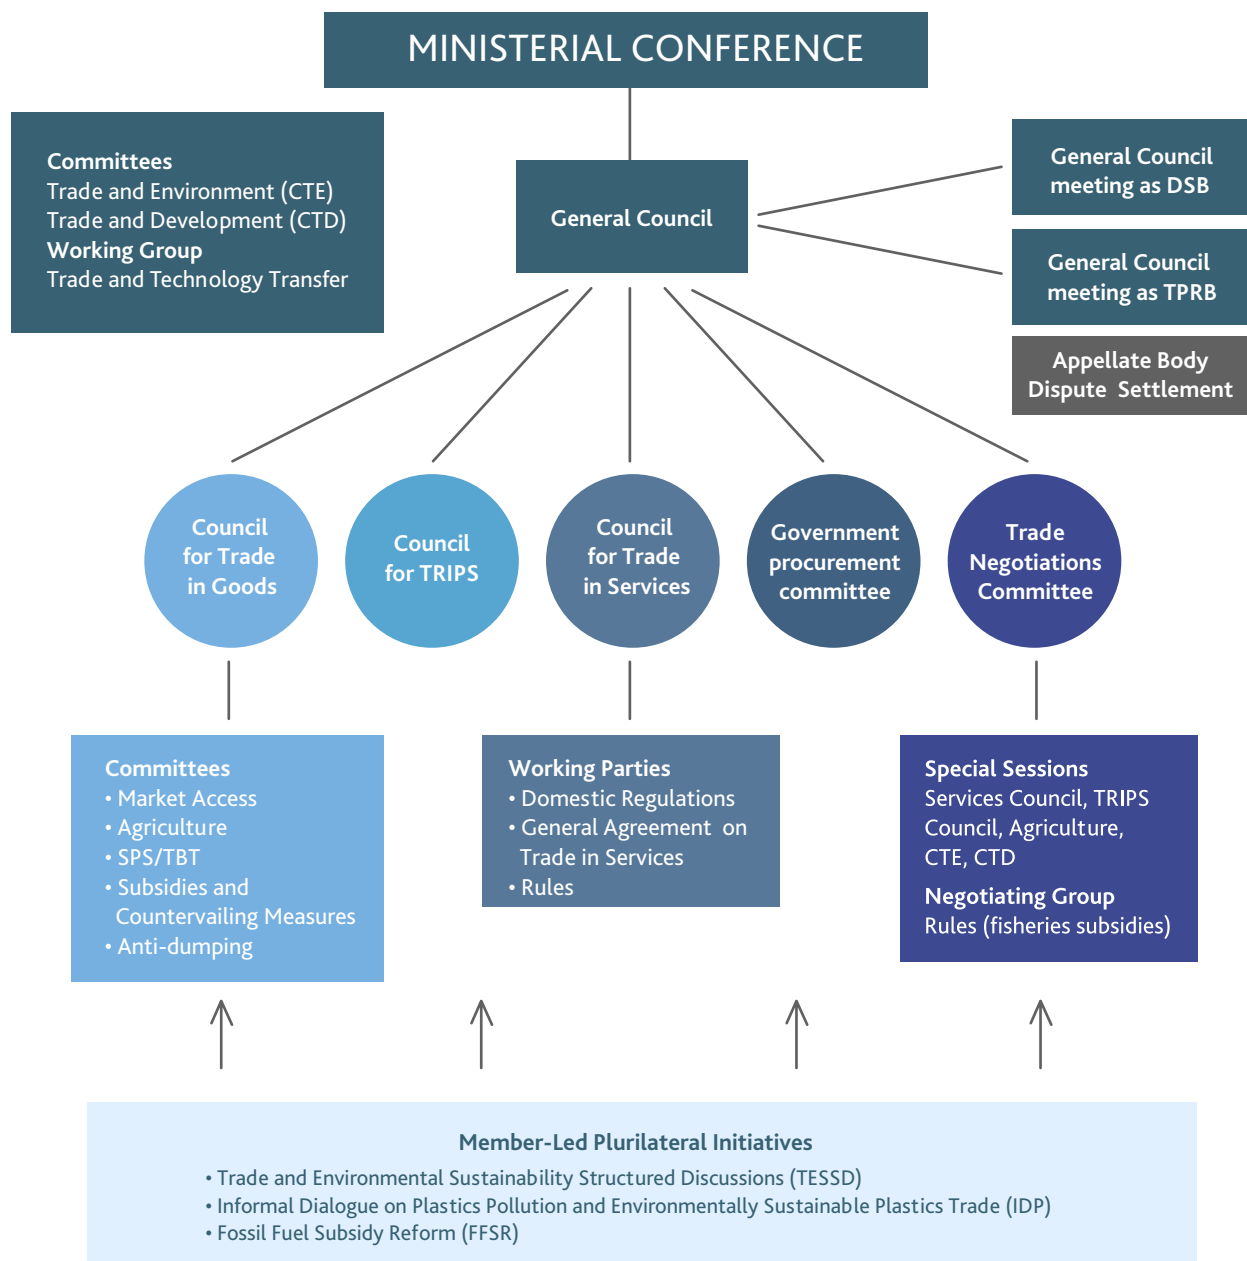 MINISTERIAL CONFERENCE
Committees
Trade and Environment (CTE)
Trade and Development (CTD)
Working Group
Trade and Technology Transfer
General Council
General Council
meeting as DSB
General Council
meeting as TPRB
Appellate Body
Dispute Settlement
Council
for Trade
in Goods
Council
for TRIPS
Council
for Trade
in Services
Government
procurement
committee
Trade
Negotiations
Committee
Committees
• Market Access
• Agriculture
• SPS/TBT
• Subsidies and
Countervailing Measures
• Anti-dumping
Working Parties
• Domestic Regulations
• General Agreement on
Trade in Services
• Rules
Special Sessions
Services Council, TRIPS
Council, Agriculture,
CTE, CTD
Negotiating Group
Rules (fisheries subsidies)
Member-Led Plurilateral Initiatives
• Trade and Environmental Sustainability Structured Discussions (TESSD)
• Informal Dialogue on Plastics Pollution and Environmentally Sustainable Plastics Trade (IDP)
• Fossil Fuel Subsidy Reform (FFSR)